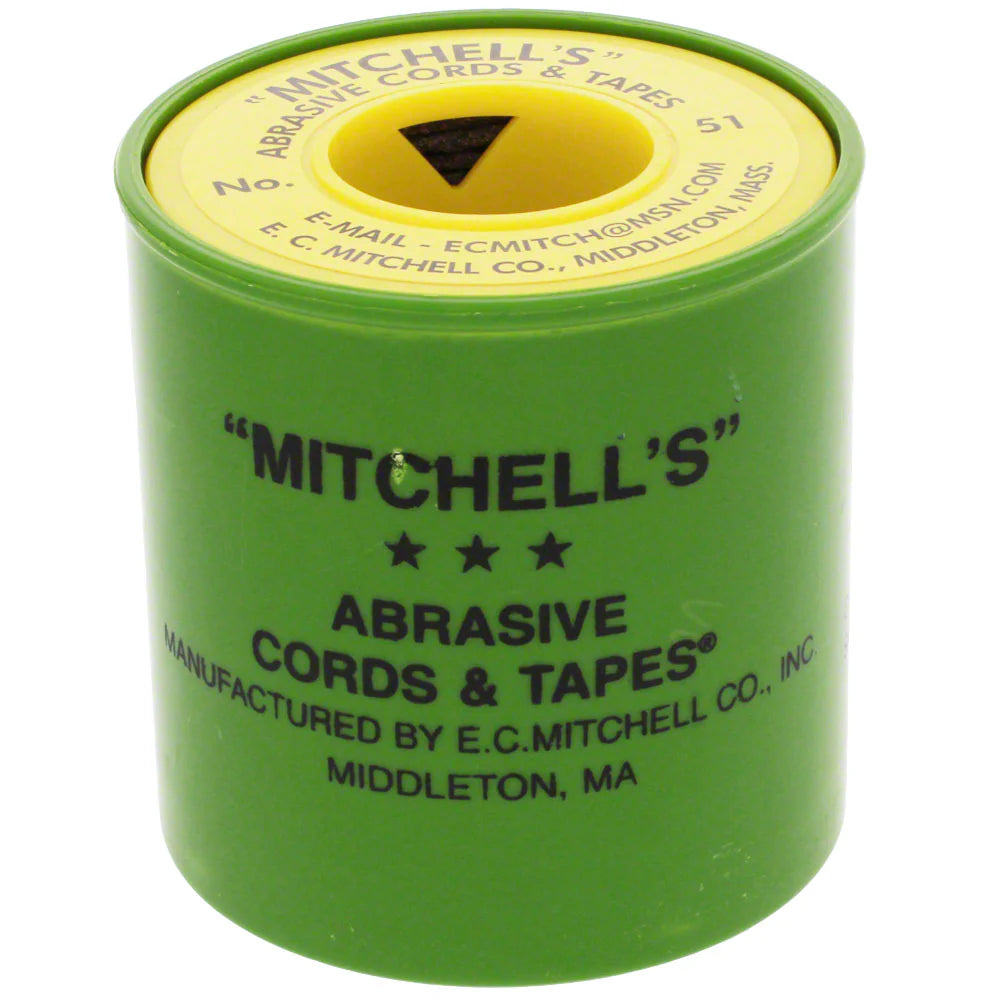 "MITCHELL'S"
ABRASIVE CORDS & TAPES
No. 51
E-MAIL - ECMITCH@MSN.COM
E. C. MITCHELL CO., MIDDLETON, MASS.
“MITCHELL'S”
★ ★ ★
ABRASIVE
CORDS & TAPES®
MANUFACTURED BY E.C.MITCHELL CO., INC.
MIDDLETON, MA